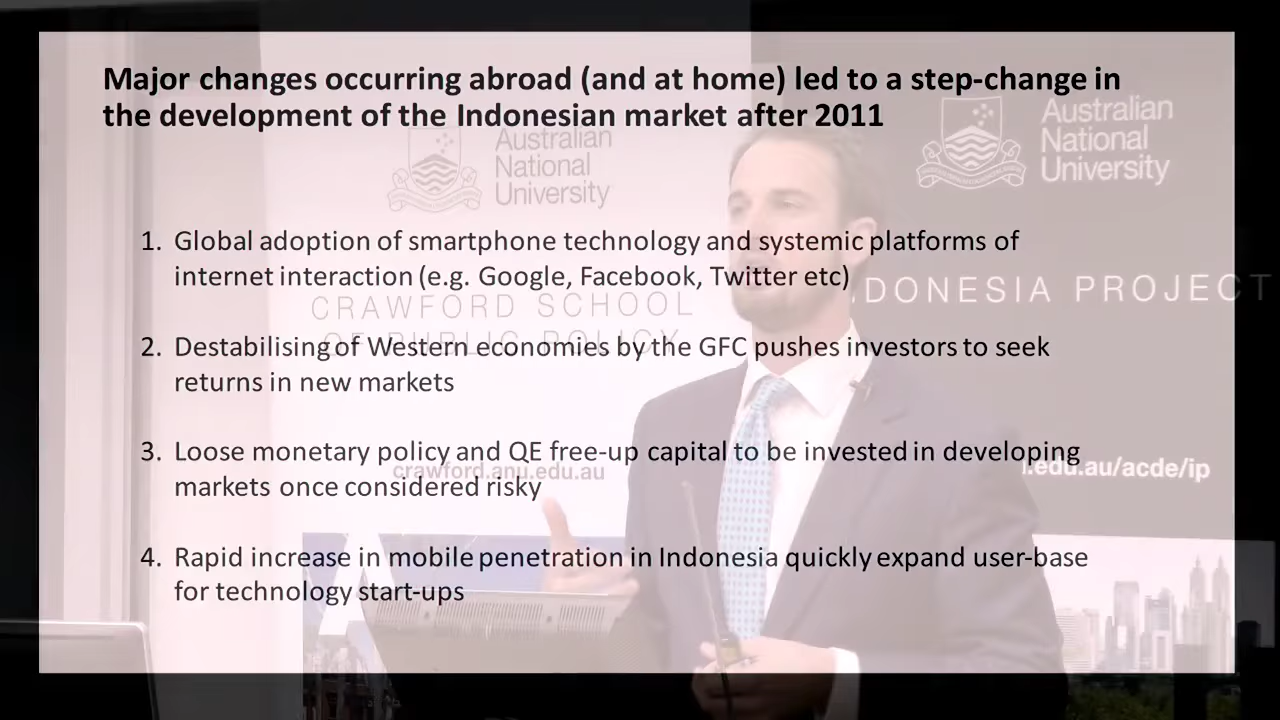 Major changes occurring abroad (and at home) led to a step-change in
the development of the Indonesian market after 2011
Australian
National
University
Australian
National
University
1. Global adoption of smartphone technology and systemic platforms of
internet interaction (e.g. Google, Facebook, Twitter etc)
CRAWFORD SCHOOL
OF PUBLIC POLICY
NDONESIA PROJECT
2. Destabilising of Western economies by the GFC pushes investors to seek
returns in new markets
3. Loose monetary policy and QE free-up capital to be invested in developing
markets once considered risky
crawford.anu.edu.au
.edu.au/acde/ip
4. Rapid increase in mobile penetration in Indonesia quickly expand user-base
for technology start-ups